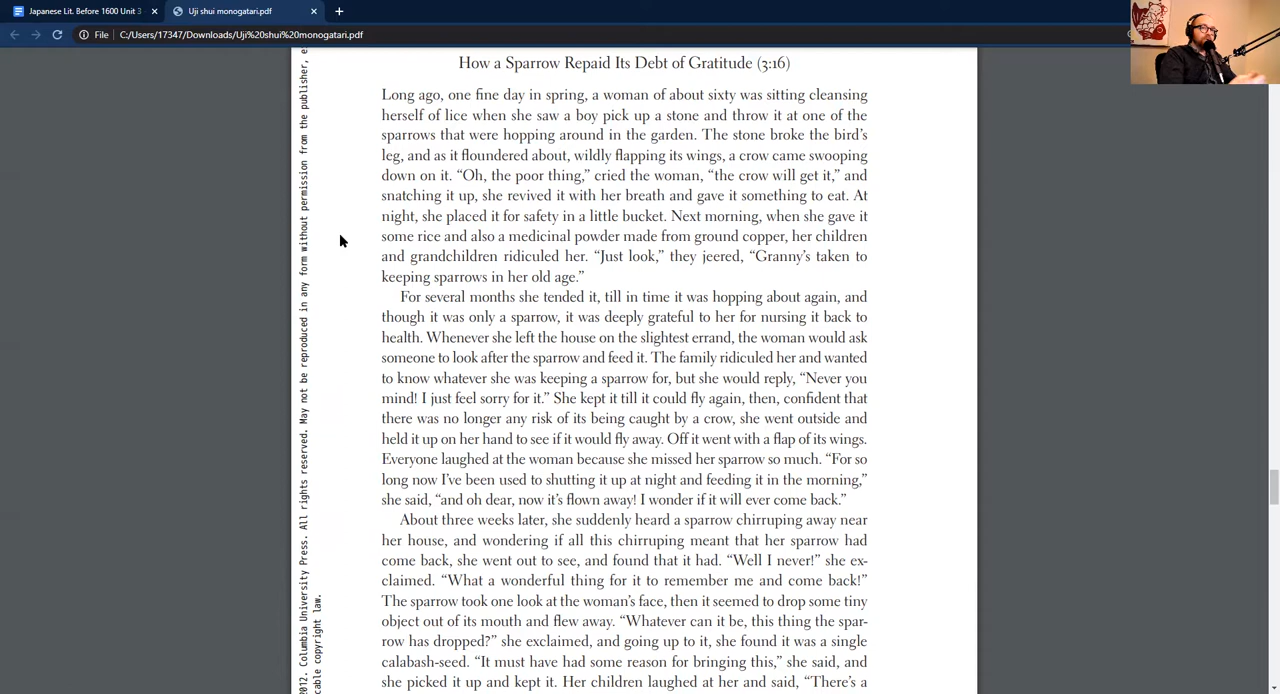 Japanese Lit. Before 1600 Unit 3
Uji shui monogatari.pdf
File
C:/Users/17347/Downloads/Uji%20shui%20monogatari.pdf
How a Sparrow Repaid Its Debt of Gratitude (3:16)
Long ago, one fine day in spring, a woman of about sixty was sitting cleansing
herself of lice when she saw a boy pick up a stone and throw it at one of the
sparrows that were hopping around in the garden. The stone broke the bird’s
leg, and as it floundered about, wildly flapping its wings, a crow came swooping
down on it. “Oh, the poor thing,” cried the woman, “the crow will get it,” and
snatching it up, she revived it with her breath and gave it something to eat. At
night, she placed it for safety in a little bucket. Next morning, when she gave it
some rice and also a medicinal powder made from ground copper, her children
and grandchildren ridiculed her. “Just look,” they jeered, “Granny’s taken to
keeping sparrows in her old age.”
For several months she tended it, till in time it was hopping about again, and
though it was only a sparrow, it was deeply grateful to her for nursing it back to
health. Whenever she left the house on the slightest errand, the woman would ask
someone to look after the sparrow and feed it. The family ridiculed her and wanted
to know whatever she was keeping a sparrow for, but she would reply, “Never you
mind! I just feel sorry for it.” She kept it till it could fly again, then, confident that
there was no longer any risk of its being caught by a crow, she went outside and
held it up on her hand to see if it would fly away. Off it went with a flap of its wings.
Everyone laughed at the woman because she missed her sparrow so much. “For so
long now I’ve been used to shutting it up at night and feeding it in the morning,”
she said, “and oh dear, now it’s flown away! I wonder if it will ever come back.”
About three weeks later, she suddenly heard a sparrow chirruping away near
her house, and wondering if all this chirruping meant that her sparrow had
come back, she went out to see, and found that it had. “Well I never!” she ex-
claimed. “What a wonderful thing for it to remember me and come back!”
The sparrow took one look at the woman’s face, then it seemed to drop some tiny
object out of its mouth and flew away. “Whatever can it be, this thing the spar-
row has dropped?” she exclaimed, and going up to it, she found it was a single
calabash-seed. “It must have had some reason for bringing this,” she said, and
she picked it up and kept it. Her children laughed at her and said, “There’s a
2012. Columbia University Press. All rights reserved. May not be reproduced in any form without permission from the publisher, e
cable copyright law.